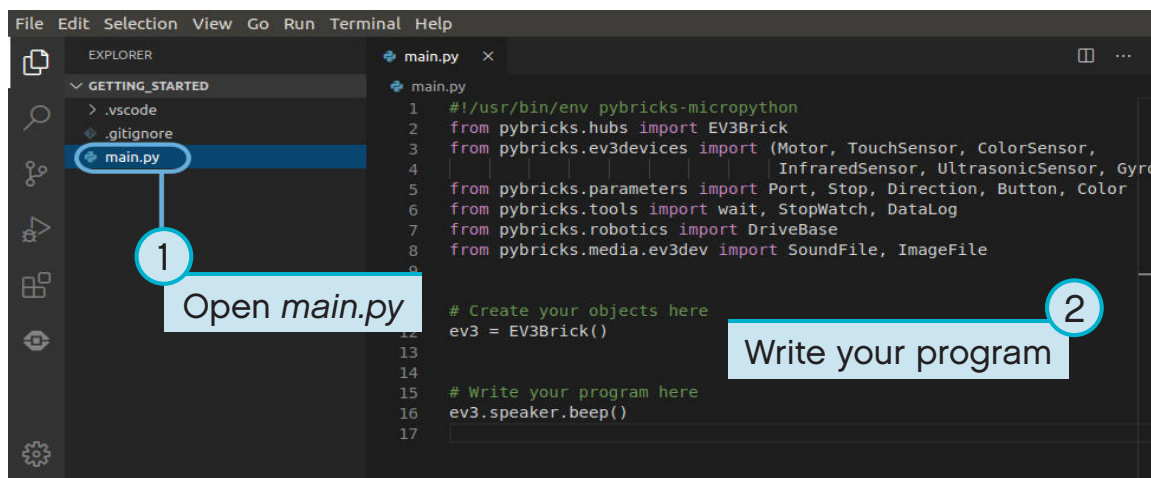 File Edit Selection View Go Run Terminal Help
EXPLORER
GETTING_STARTED
> .vscode
.gitignore
main.py
1
Open main.py
main.py ×
···
main.py
1 #!/usr/bin/env pybricks-micropython
2 from pybricks.hubs import EV3Brick
3 from pybricks.ev3devices import (Motor, TouchSensor, ColorSensor,
4 InfraredSensor, UltrasonicSensor, Gyro
5 from pybricks.parameters import Port, Stop, Direction, Button, Color
6 from pybricks.tools import wait, StopWatch, DataLog
7 from pybricks.robotics import DriveBase
8 from pybricks.media.ev3dev import SoundFile, ImageFile
9
# Create your objects here
12 ev3 = EV3Brick()
13
14
15 # Write your program here
16 ev3.speaker.beep()
17
2
Write your program